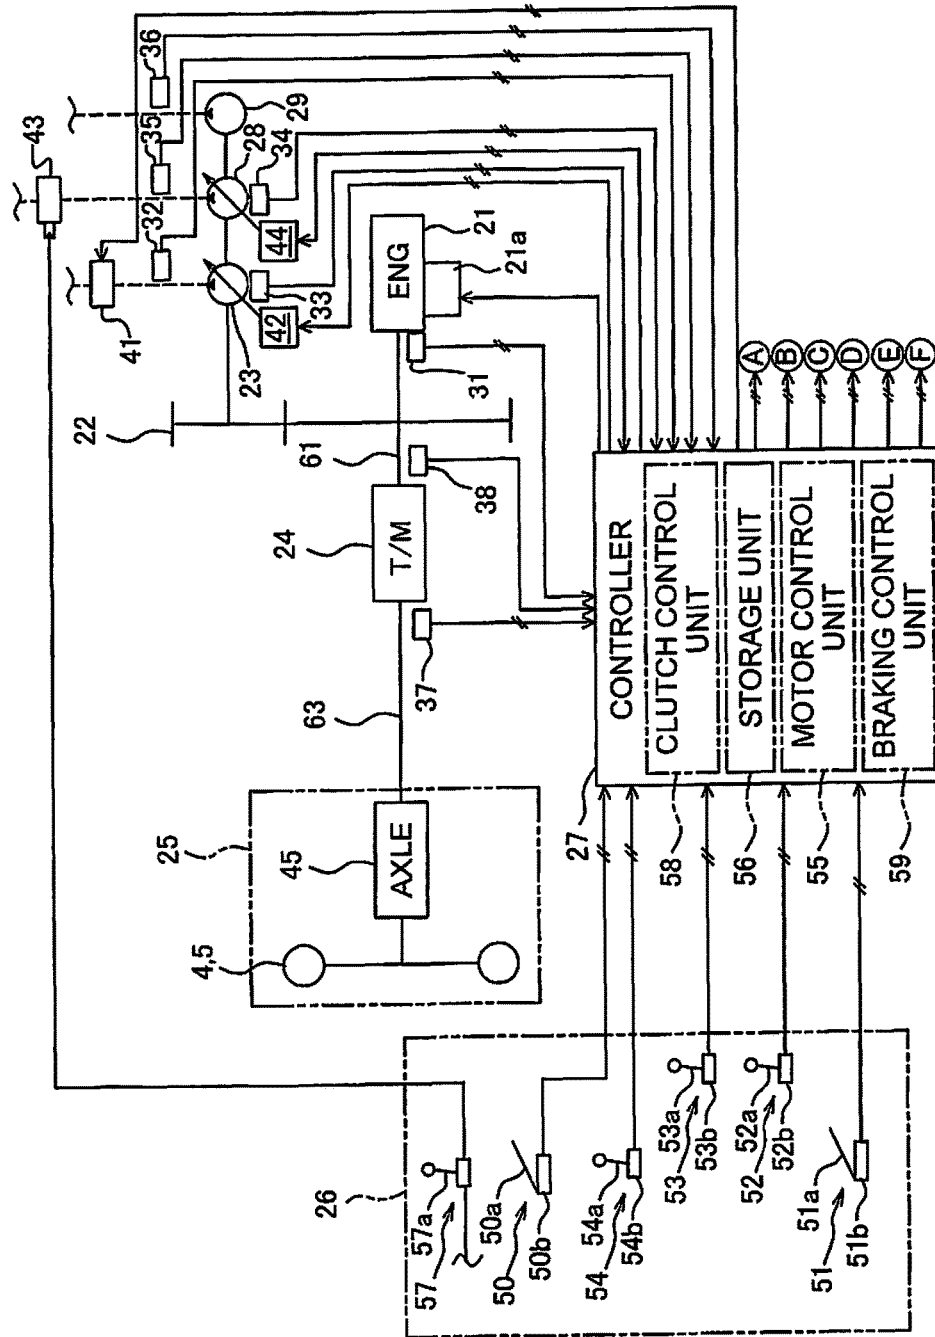 43
36
35
32
41
29
28
34
44
33
42
23
22
21
21a
ENG
31
61
38
24
T/M
37
63
25
45
AXLE
4,5
26
57a
57
50a
50
50b
54a
54
54b
53a
53
53b
52a
52
52b
51a
51
51b
27
CONTROLLER
58
CLUTCH CONTROL
UNIT
56
STORAGE UNIT
55
MOTOR CONTROL
UNIT
59
BRAKING CONTROL
UNIT
A
B
C
D
E
F